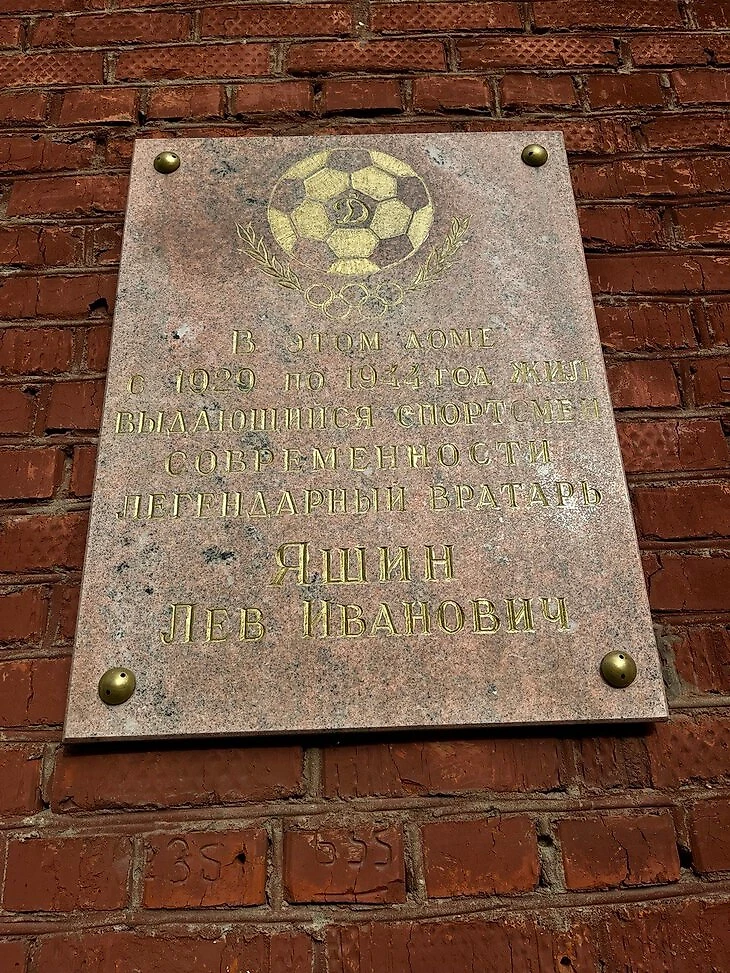 D
В этом доме
с 1929 по 1944 год жил
выдающийся спортсмен
современности
легендарный вратарь
Яшин
Лев Иванович